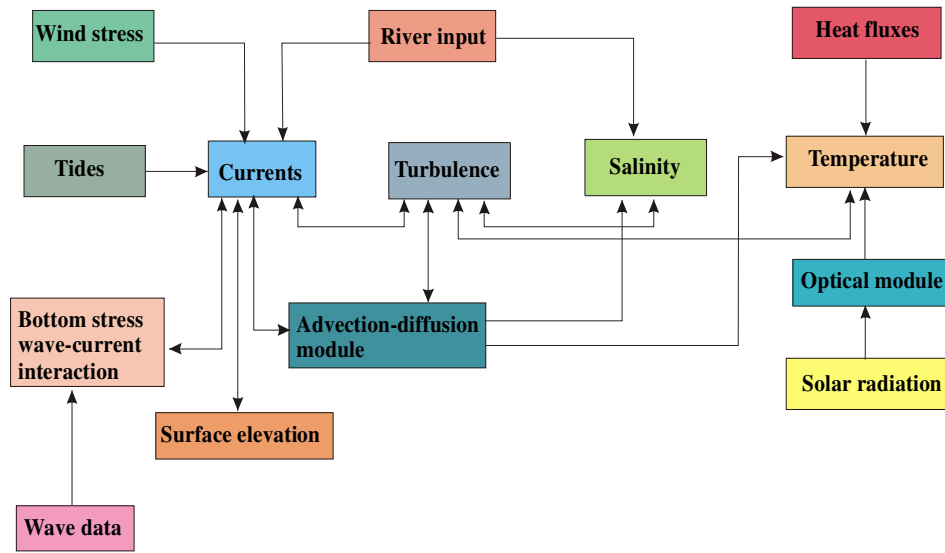 Wind stress
River input
Heat fluxes
Tides
Currents
Turbulence
Salinity
Temperature
Optical module
Bottom stress
wave-current
interaction
Advection-diffusion
module
Solar radiation
Surface elevation
Wave data